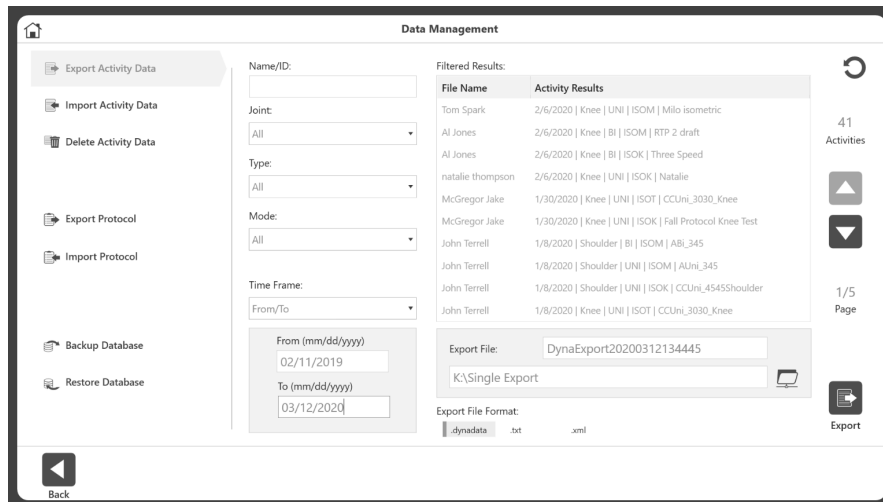 Data Management
Export Activity Data
Import Activity Data
Delete Activity Data
Export Protocol
Import Protocol
Backup Database
Restore Database
Name/ID:
Joint:
All
Type:
All
Mode:
All
Time Frame:
From/To
From (mm/dd/yyyy)
02/11/2019
To (mm/dd/yyyy)
03/12/2020
Filtered Results:
File Name Activity Results
Tom Spark 2/6/2020 | Knee | UNI | ISOM | Milo isometric
Al Jones 2/6/2020 | Knee | BI | ISOM | RTP 2 draft
Al Jones 2/6/2020 | Knee | BI | ISOK | Three Speed
natalie thompson 2/6/2020 | Knee | UNI | ISOK | Natalie
McGregor Jake 1/30/2020 | Knee | UNI | ISOT | CCUni_3030_Knee
McGregor Jake 1/30/2020 | Knee | UNI | ISOK | Fall Protocol Knee Test
John Terrell 1/8/2020 | Shoulder | BI | ISOM | ABi_345
John Terrell 1/8/2020 | Shoulder | UNI | ISOM | AUni_345
John Terrell 1/8/2020 | Shoulder | UNI | ISOK | CCUni_4545Shoulder
John Terrell 1/8/2020 | Knee | UNI | ISOT | CCUni_3030_Knee
Export File: DynaExport20200312134445
K:\Single Export
Export File Format:
.dynadata .txt .xml
41
Activities
1/5
Page
Export
Back